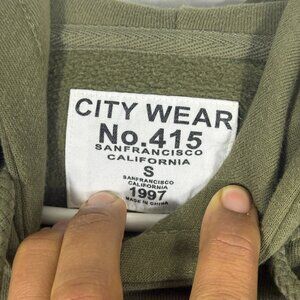 CITY WEAR
No.415
SANFRANCISCO
CALIFORNIA
S
SANFRANCISCO
CALIFORNIA
1997
MADE IN CHINA